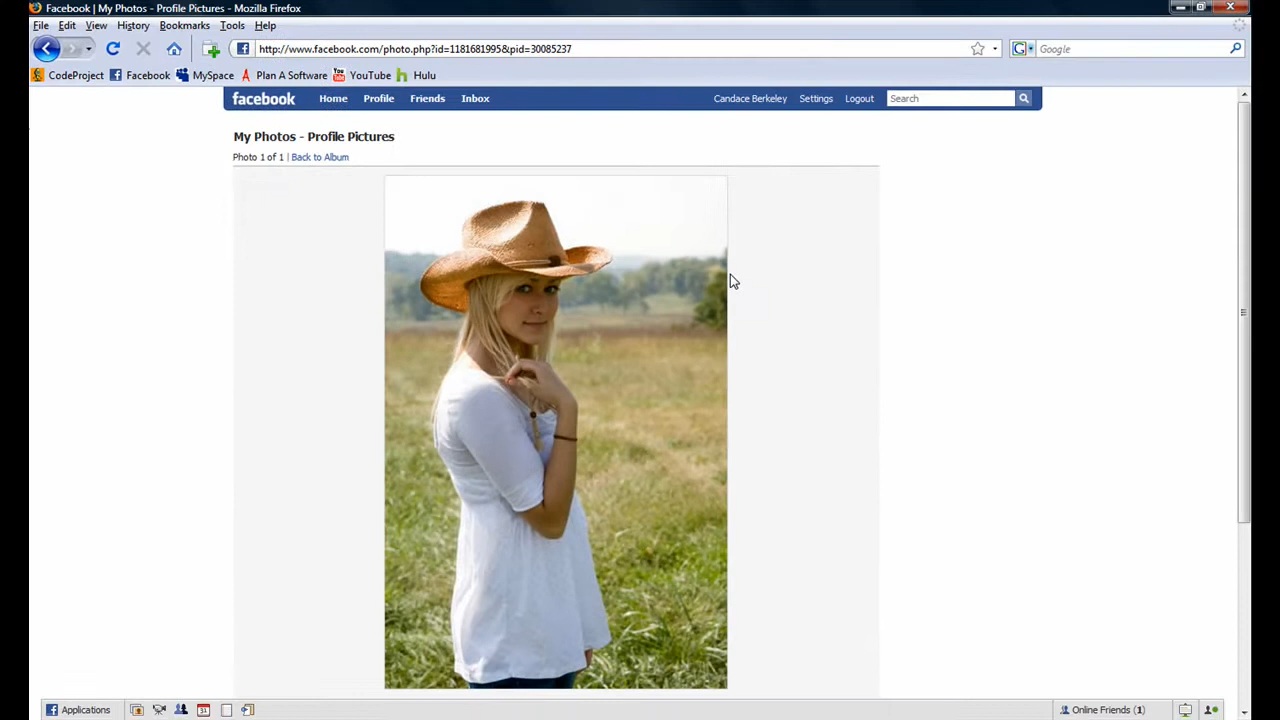 Facebook | My Photos - Profile Pictures - Mozilla Firefox
File Edit View History Bookmarks Tools Help
http://www.facebook.com/photo.php?id=1181681995&pid=30085237
Google
CodeProject Facebook MySpace Plan A Software YouTube Hulu
facebook Home Profile Friends Inbox Candace Berkeley Settings Logout Search
My Photos - Profile Pictures
Photo 1 of 1 | Back to Album
Applications 31 Online Friends (1)